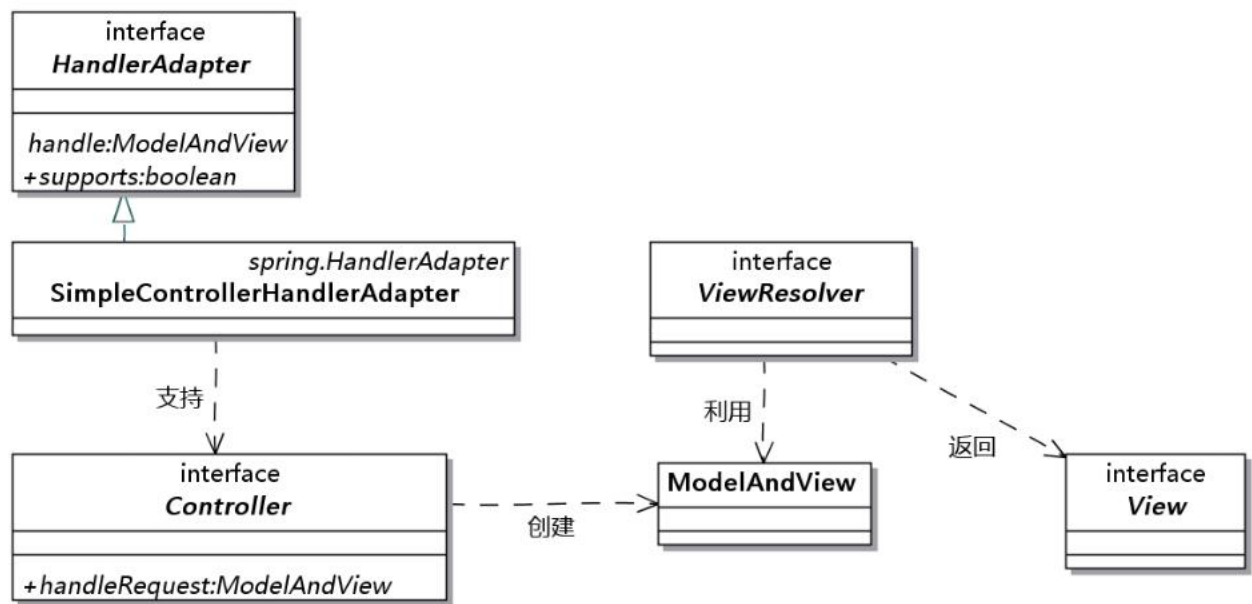 interface
HandlerAdapter
handle:ModelAndView
+supports:boolean
spring.HandlerAdapter
SimpleControllerHandlerAdapter
interface
ViewResolver
支持
利用
返回
interface
Controller
+handleRequest:ModelAndView
创建
ModelAndView
interface
View